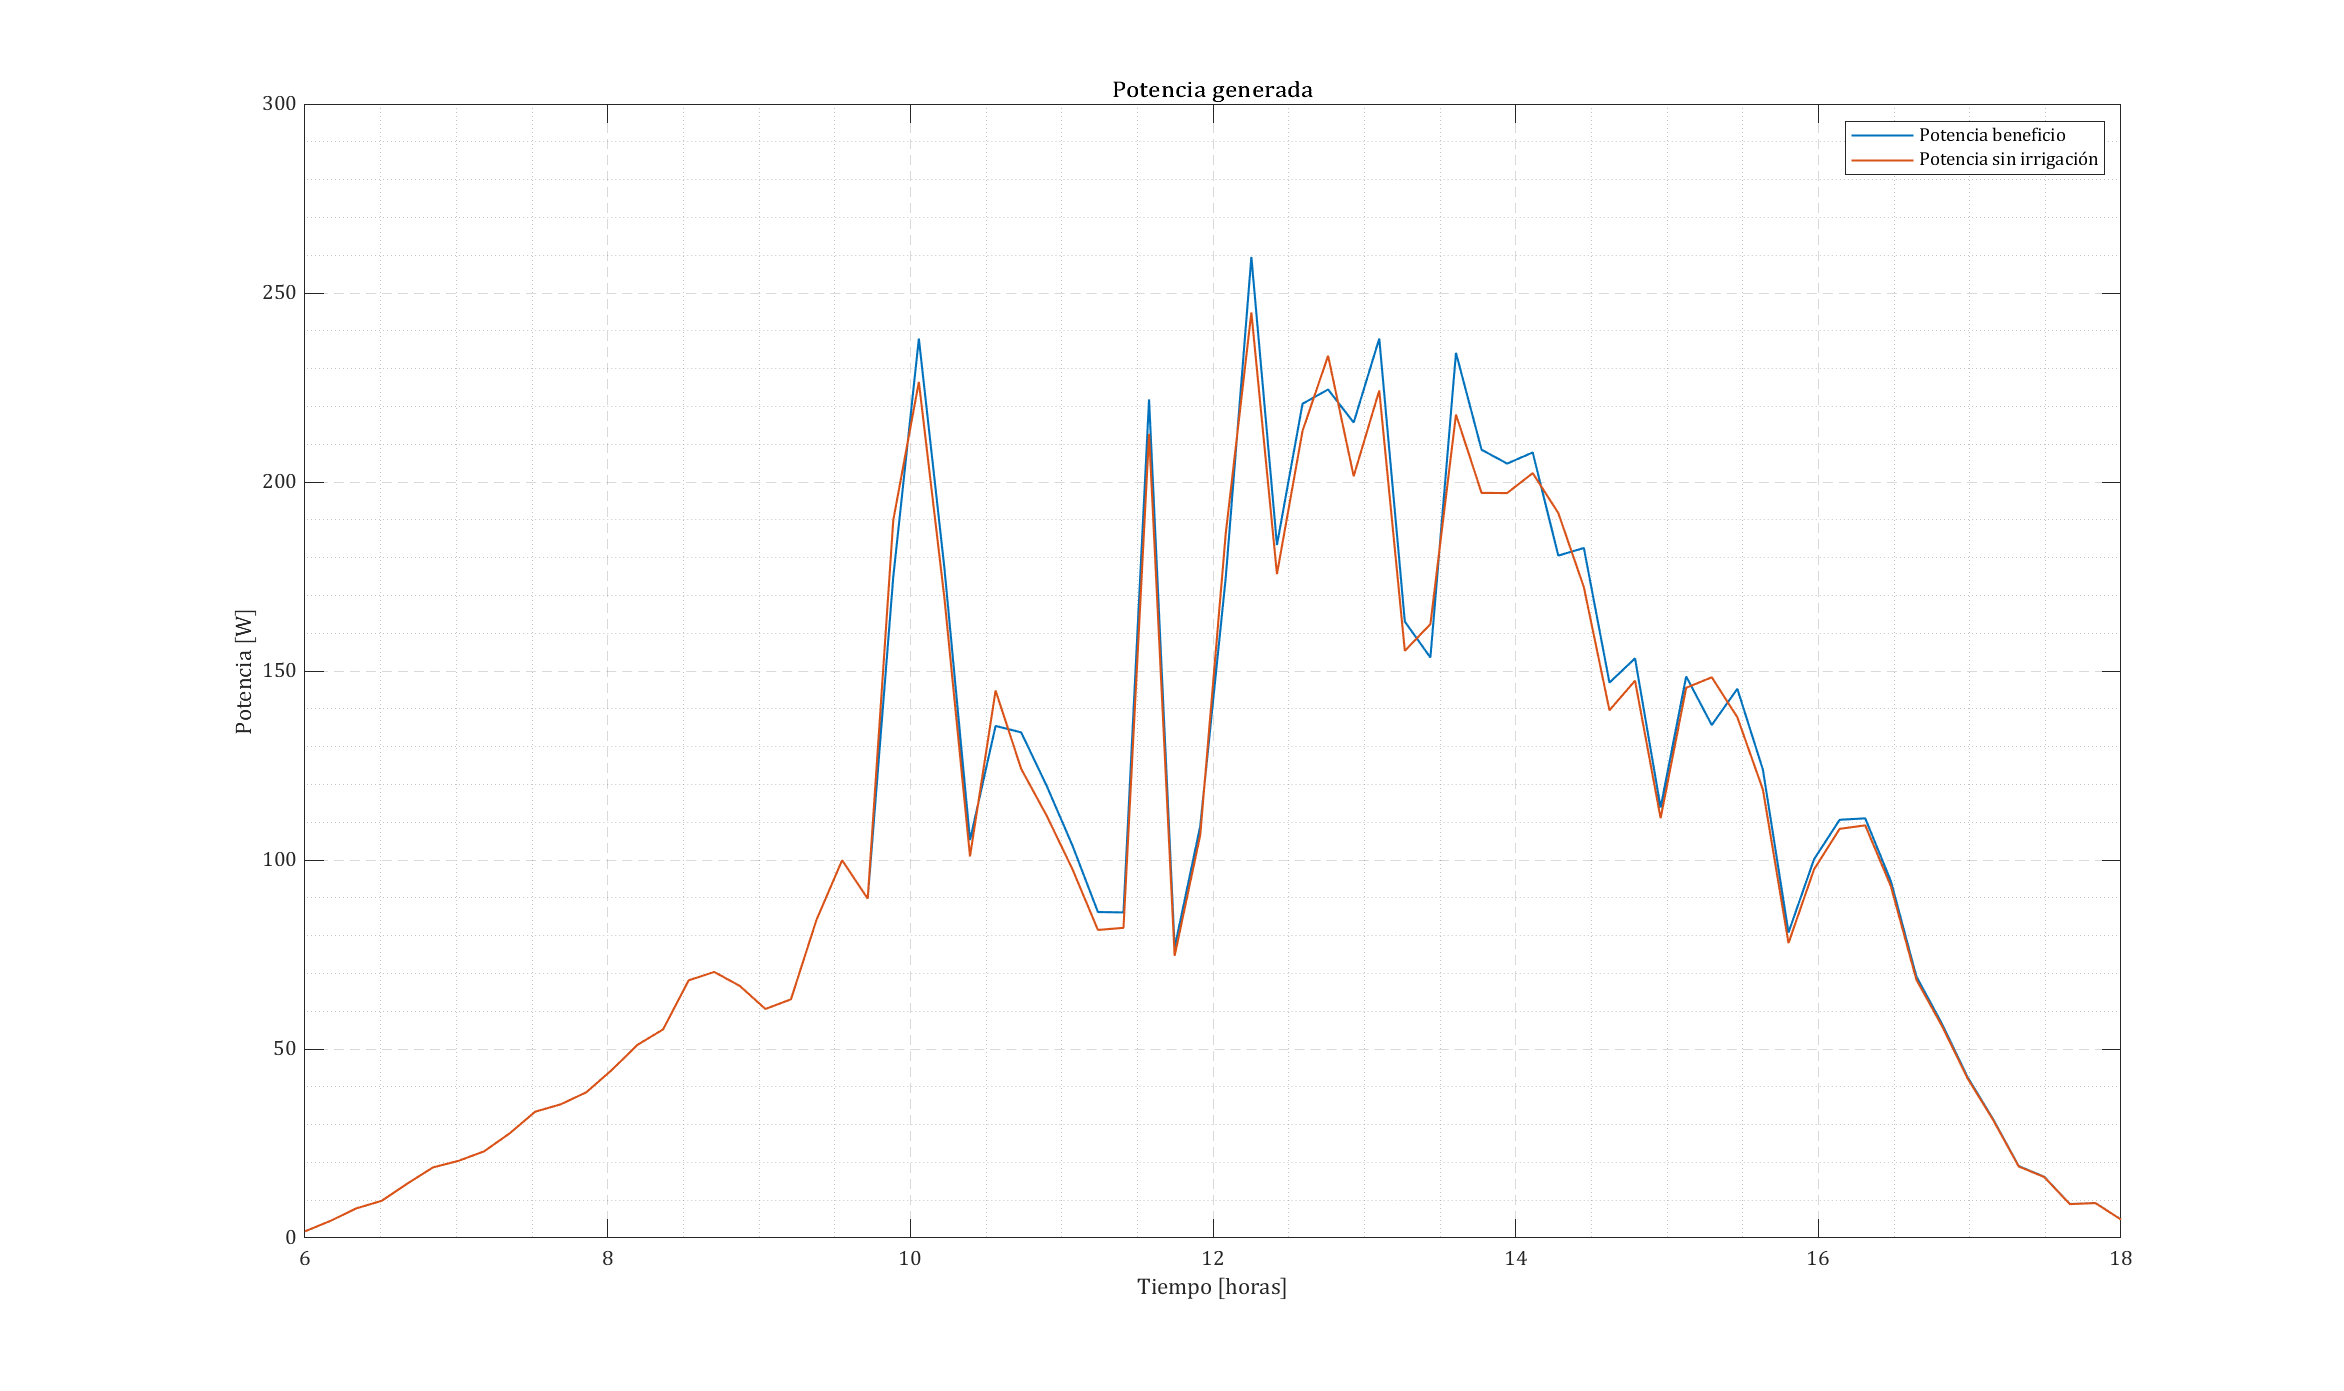 Potencia generada
300
250
200
150
100
50
0
Potencia [W]
Potencia beneficio
Potencia sin irrigación
6
8
10
12
14
16
18
Tiempo [horas]